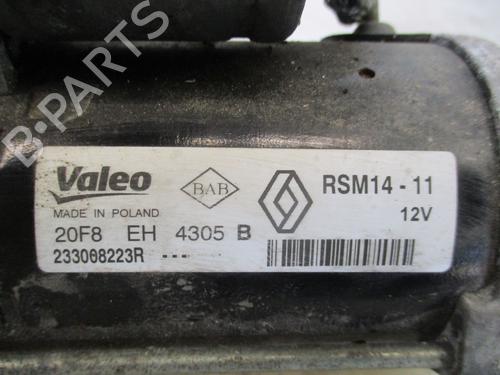 B-PARTS
Valeo
BAB
RSM14 - 11
MADE IN POLAND
12V
20F8 EH 4305 B
233008223R ---